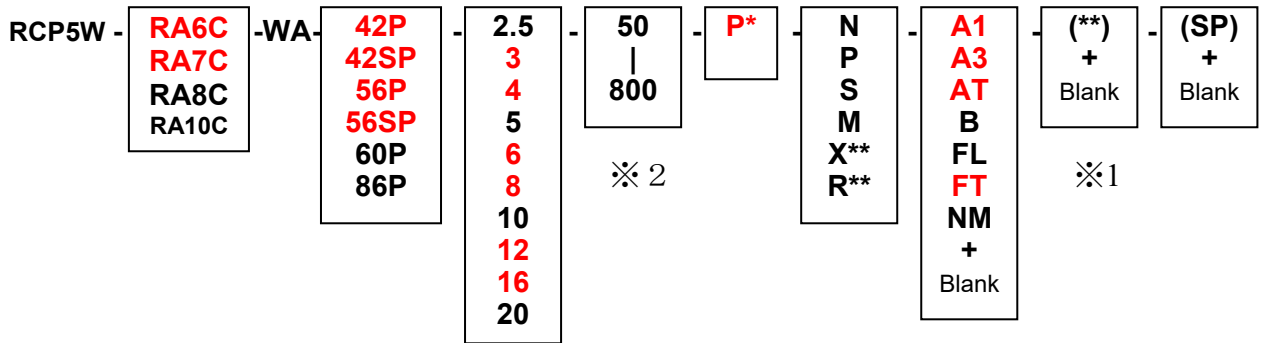 RCP5W - RA6C -WA- 42P - 2.5 - 50 - P* - N - A1 - (**) - (SP)
RA7C 42SP 3 | P A3 + +
RA8C 56P 4 800 S AT Blank Blank
RA10C 56SP 5 M B
60P 6 ※2 X** FL ※1
86P 8 R** FT
10 NM
12 +
16 Blank
20